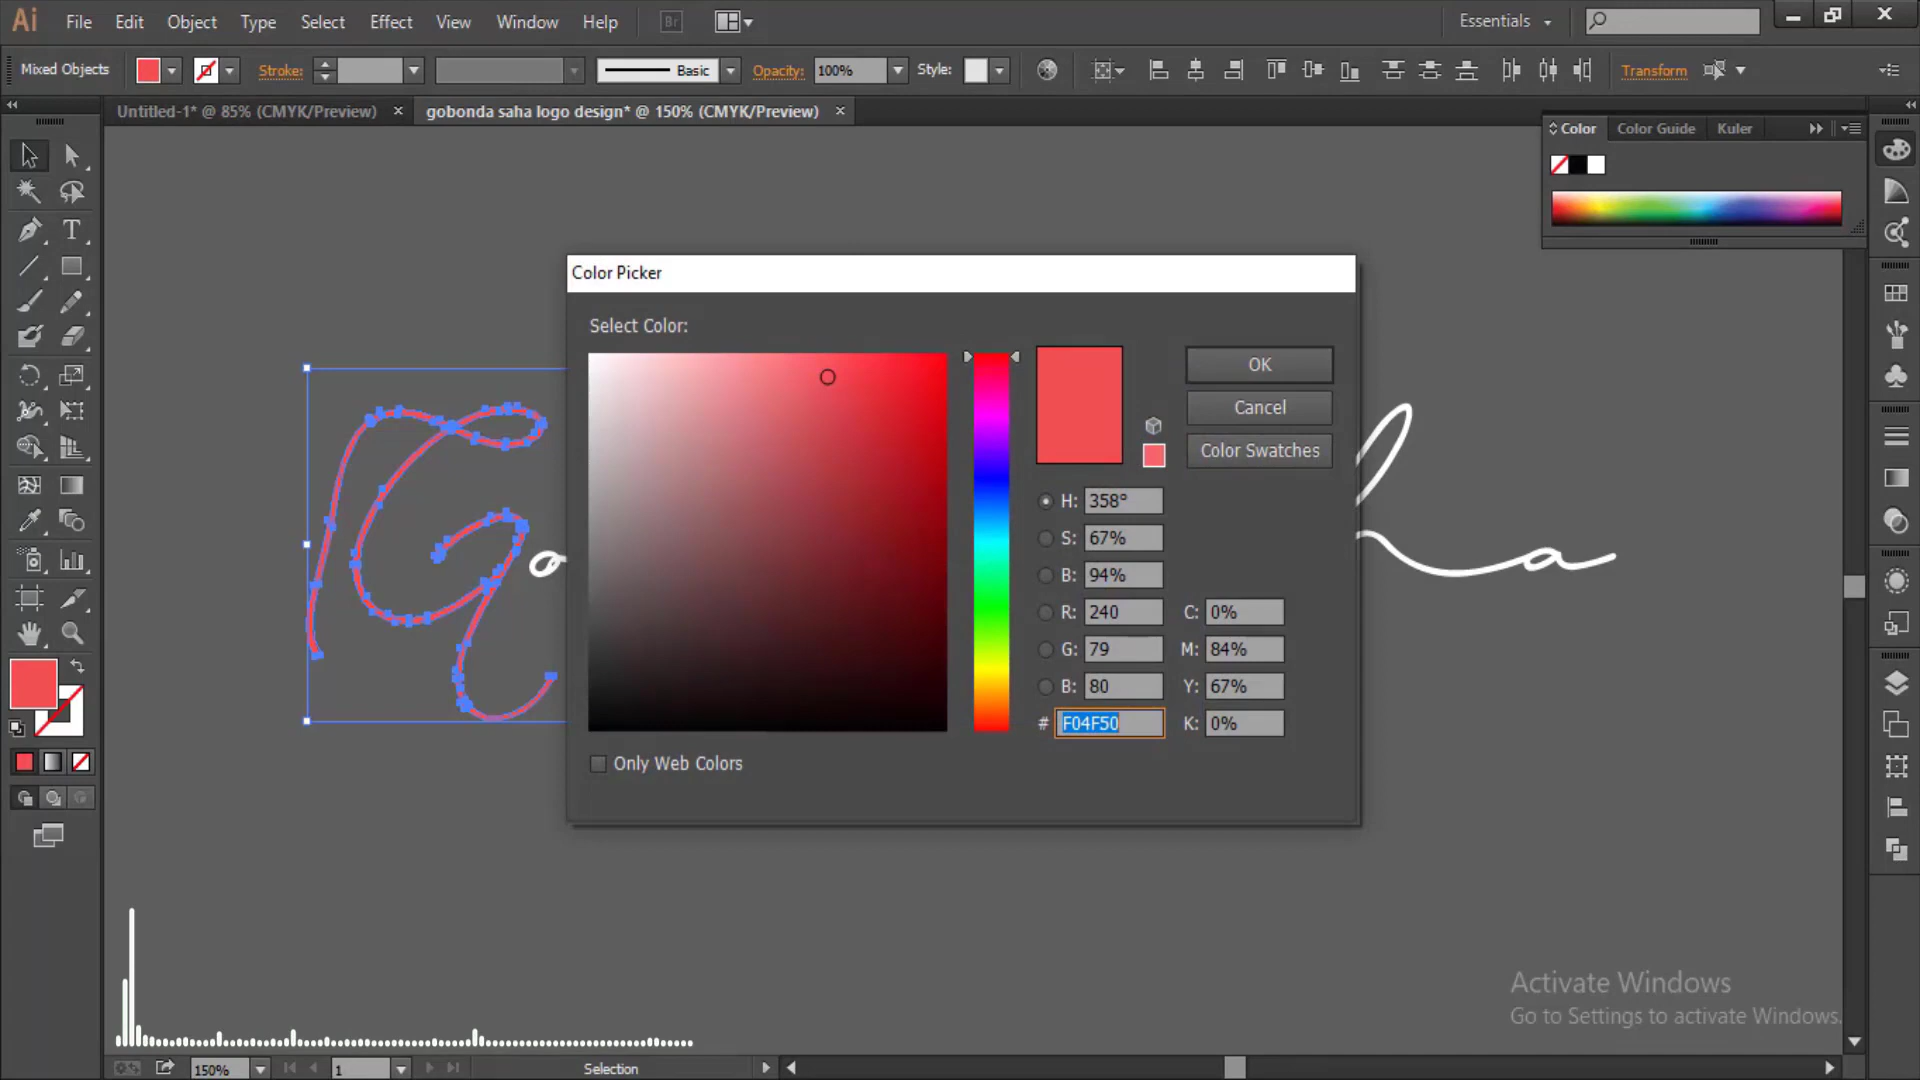 Ai File Edit Object Type Select Effect View Window Help Br Essentials
Mixed Objects Stroke: Basic Opacity: 100% Style: Transform
Untitled-1* @ 85% (CMYK/Preview) × gobonda saha logo design* @ 150% (CMYK/Preview) ×
Color Color Guide Kuler
Color Picker
Select Color:
OK
Cancel
Color Swatches
H: 358°
S: 67%
B: 94%
R: 240 C: 0%
G: 79 M: 84%
B: 80 Y: 67%
# F04F50 K: 0%
Only Web Colors
Go
ha
Activate Windows
Go to Settings to activate Windows.
150% 1 Selection